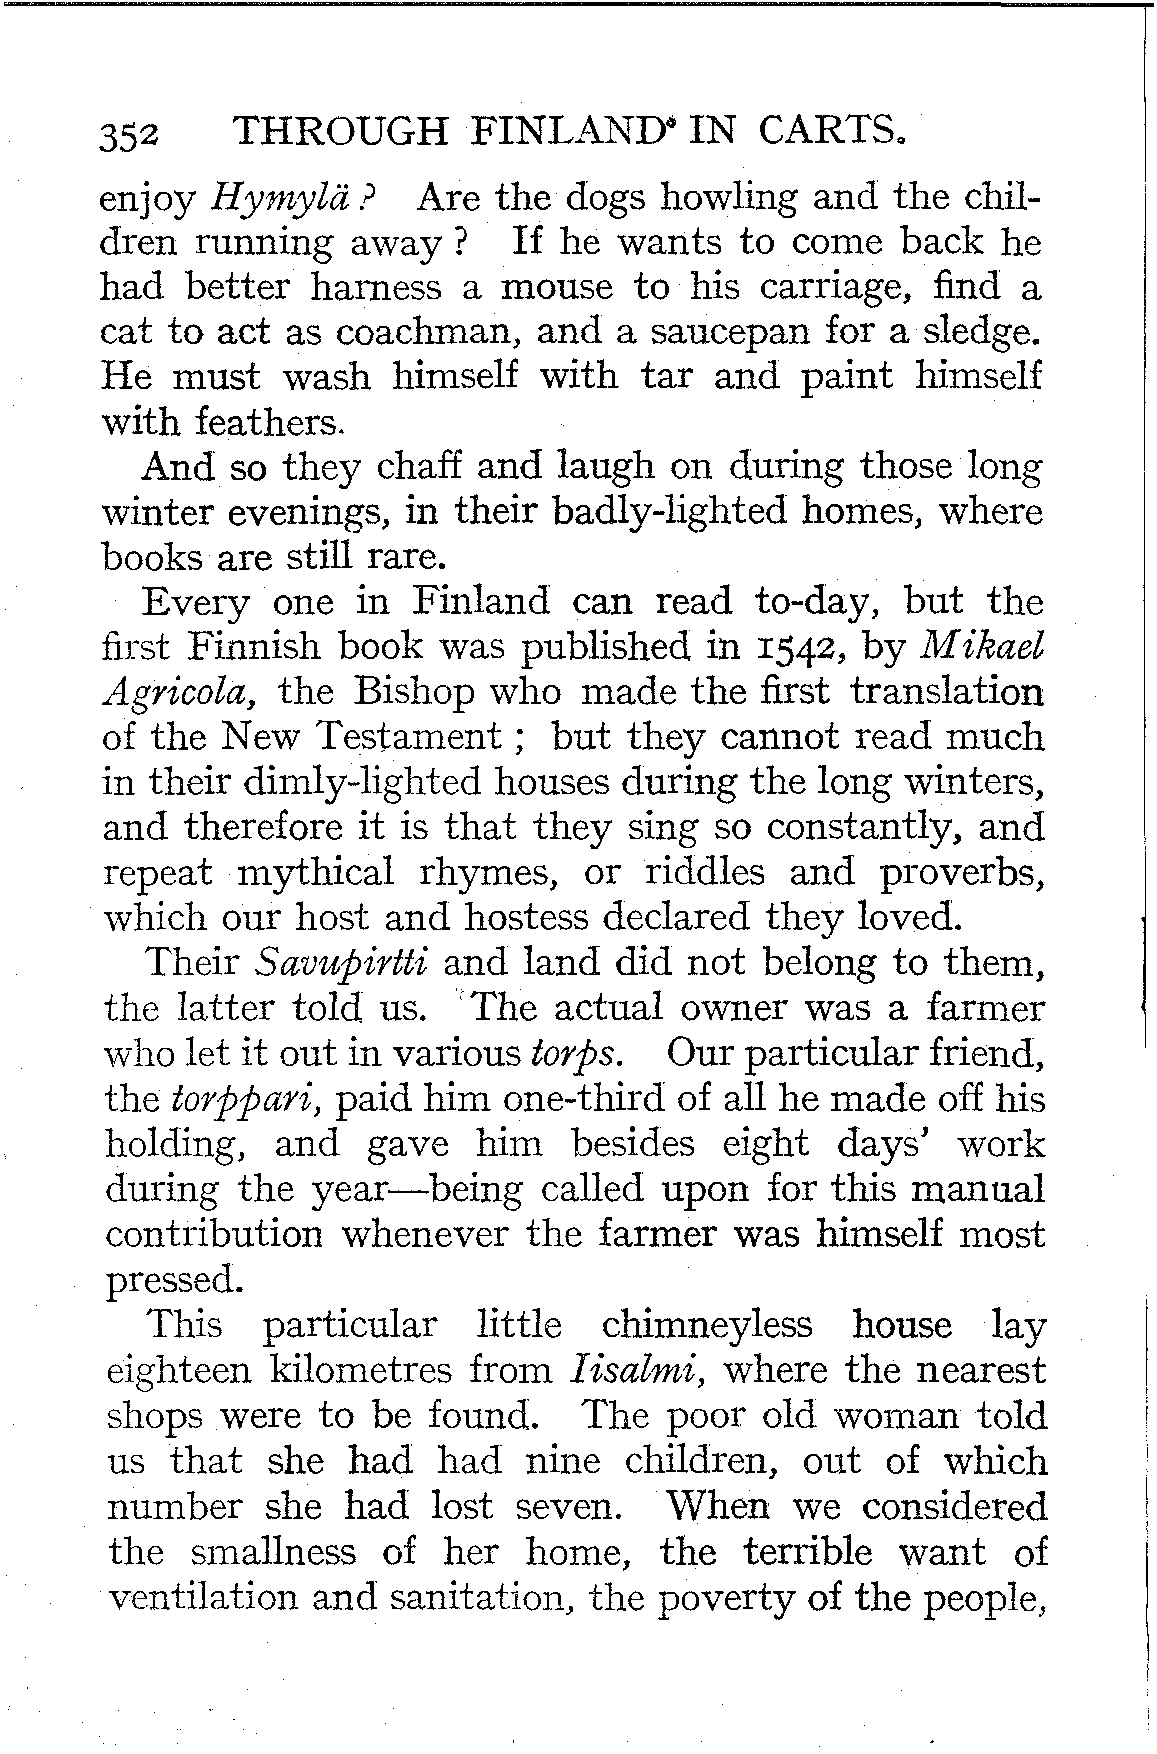 352 THROUGH FINLAND IN CARTS.
enjoy Hymylä? Are the dogs howling and the chil-
dren running away? If he wants to come back he
had better harness a mouse to his carriage, find a
cat to act as coachman, and a saucepan for a sledge.
He must wash himself with tar and paint himself
with feathers.
And so they chaff and laugh on during those long
winter evenings, in their badly-lighted homes, where
books are still rare.
Every one in Finland can read to-day, but the
first Finnish book was published in 1542, by Mikael
Agricola, the Bishop who made the first translation
of the New Testament; but they cannot read much
in their dimly-lighted houses during the long winters,
and therefore it is that they sing so constantly, and
repeat mythical rhymes, or riddles and proverbs,
which our host and hostess declared they loved.
Their Savupirtti and land did not belong to them,
the latter told us. The actual owner was a farmer
who let it out in various torps. Our particular friend,
the torppari, paid him one-third of all he made off his
holding, and gave him besides eight days' work
during the year—being called upon for this manual
contribution whenever the farmer was himself most
pressed.
This particular little chimneyless house lay
eighteen kilometres from Iisalmi, where the nearest
shops were to be found. The poor old woman told
us that she had had nine children, out of which
number she had lost seven. When we considered
the smallness of her home, the terrible want of
ventilation and sanitation, the poverty of the people,